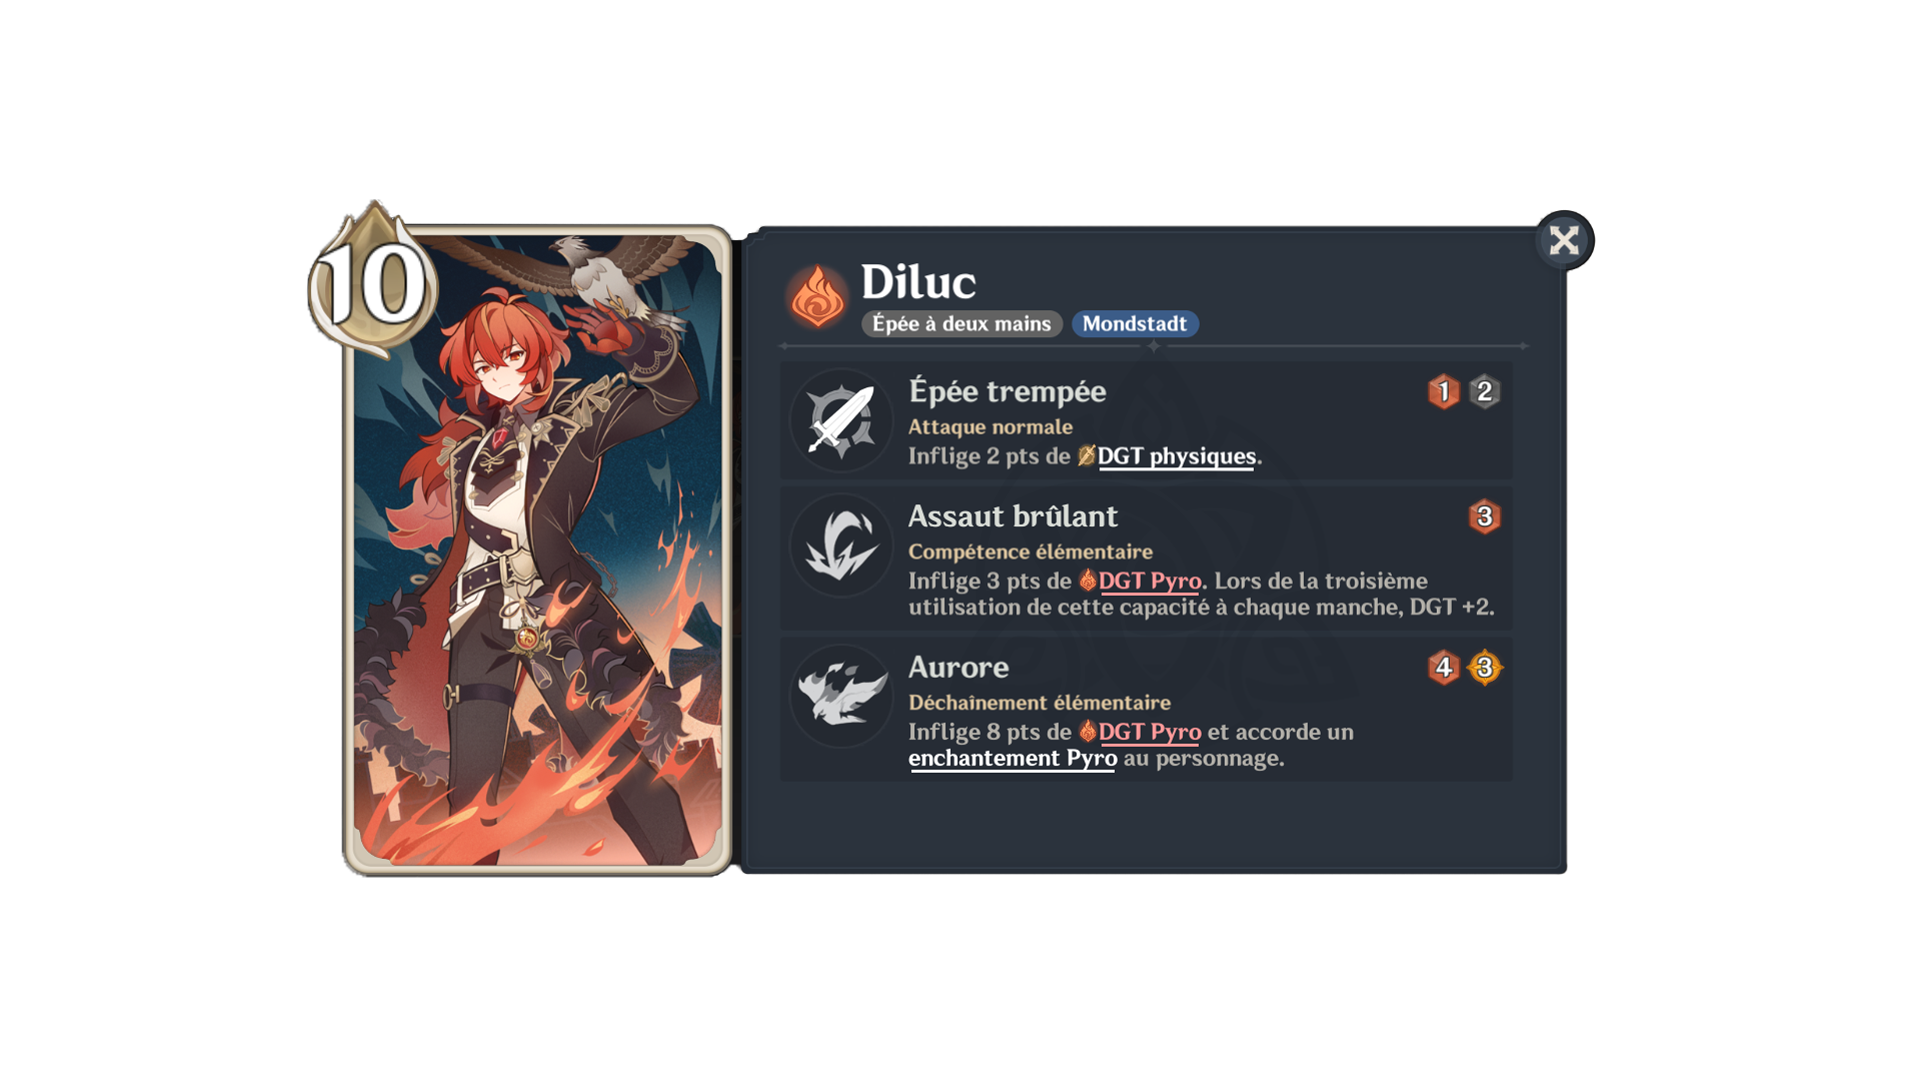 10
Diluc
Épée à deux mains Mondstadt
Épée trempée 1 2
Attaque normale
Inflige 2 pts de DGT physiques.
Assaut brûlant 3
Compétence élémentaire
Inflige 3 pts de DGT Pyro. Lors de la troisième
utilisation de cette capacité à chaque manche, DGT +2.
Aurore 4 3
Déchaînement élémentaire
Inflige 8 pts de DGT Pyro et accorde un
enchantement Pyro au personnage.